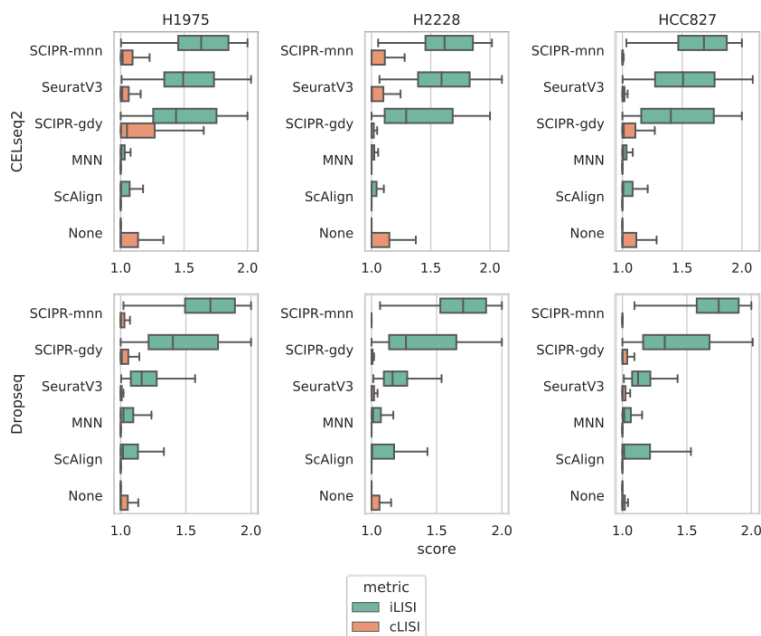 H1975 H2228 HCC827
CELseq2
SCIPR-mnn SCIPR-mnn SCIPR-mnn
SeuratV3 SeuratV3 SeuratV3
SCIPR-gdy SCIPR-gdy SCIPR-gdy
MNN MNN MNN
ScAlign ScAlign ScAlign
None None None
1.0 1.5 2.0 1.0 1.5 2.0 1.0 1.5 2.0
Dropseq
SCIPR-mnn SCIPR-mnn SCIPR-mnn
SCIPR-gdy SCIPR-gdy SCIPR-gdy
SeuratV3 SeuratV3 SeuratV3
MNN MNN MNN
ScAlign ScAlign ScAlign
None None None
1.0 1.5 2.0 1.0 1.5 2.0 1.0 1.5 2.0
score
metric
iLISI
cLISI